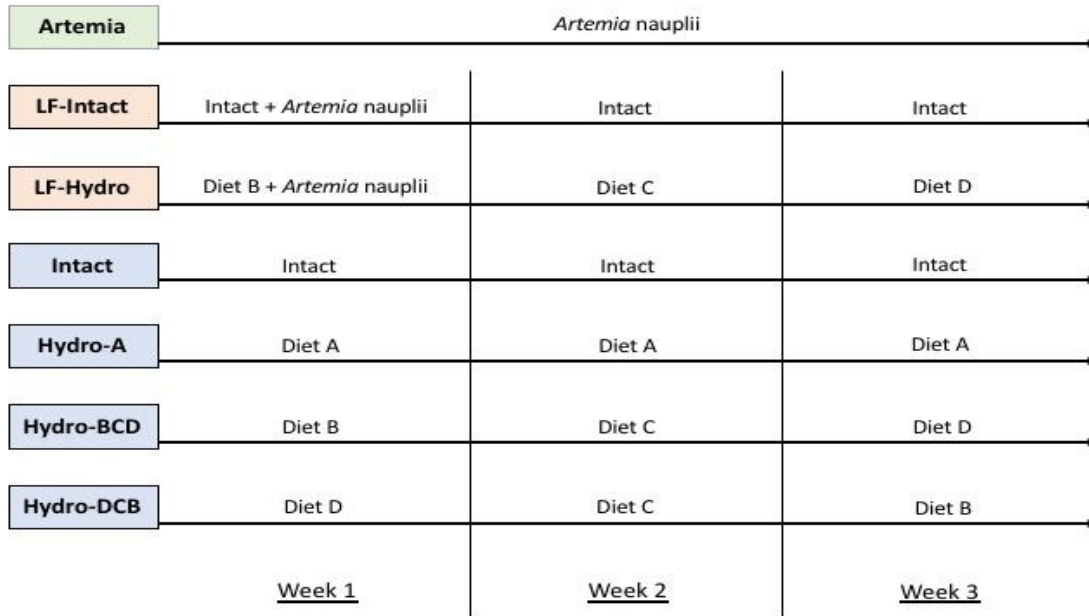 Artemia
Artemia nauplii
LF-Intact
Intact + Artemia nauplii
Intact
Intact
LF-Hydro
Diet B + Artemia nauplii
Diet C
Diet D
Intact
Intact
Intact
Intact
Hydro-A
Diet A
Diet A
Diet A
Hydro-BCD
Diet B
Diet C
Diet D
Hydro-DCB
Diet D
Diet C
Diet B
Week 1
Week 2
Week 3